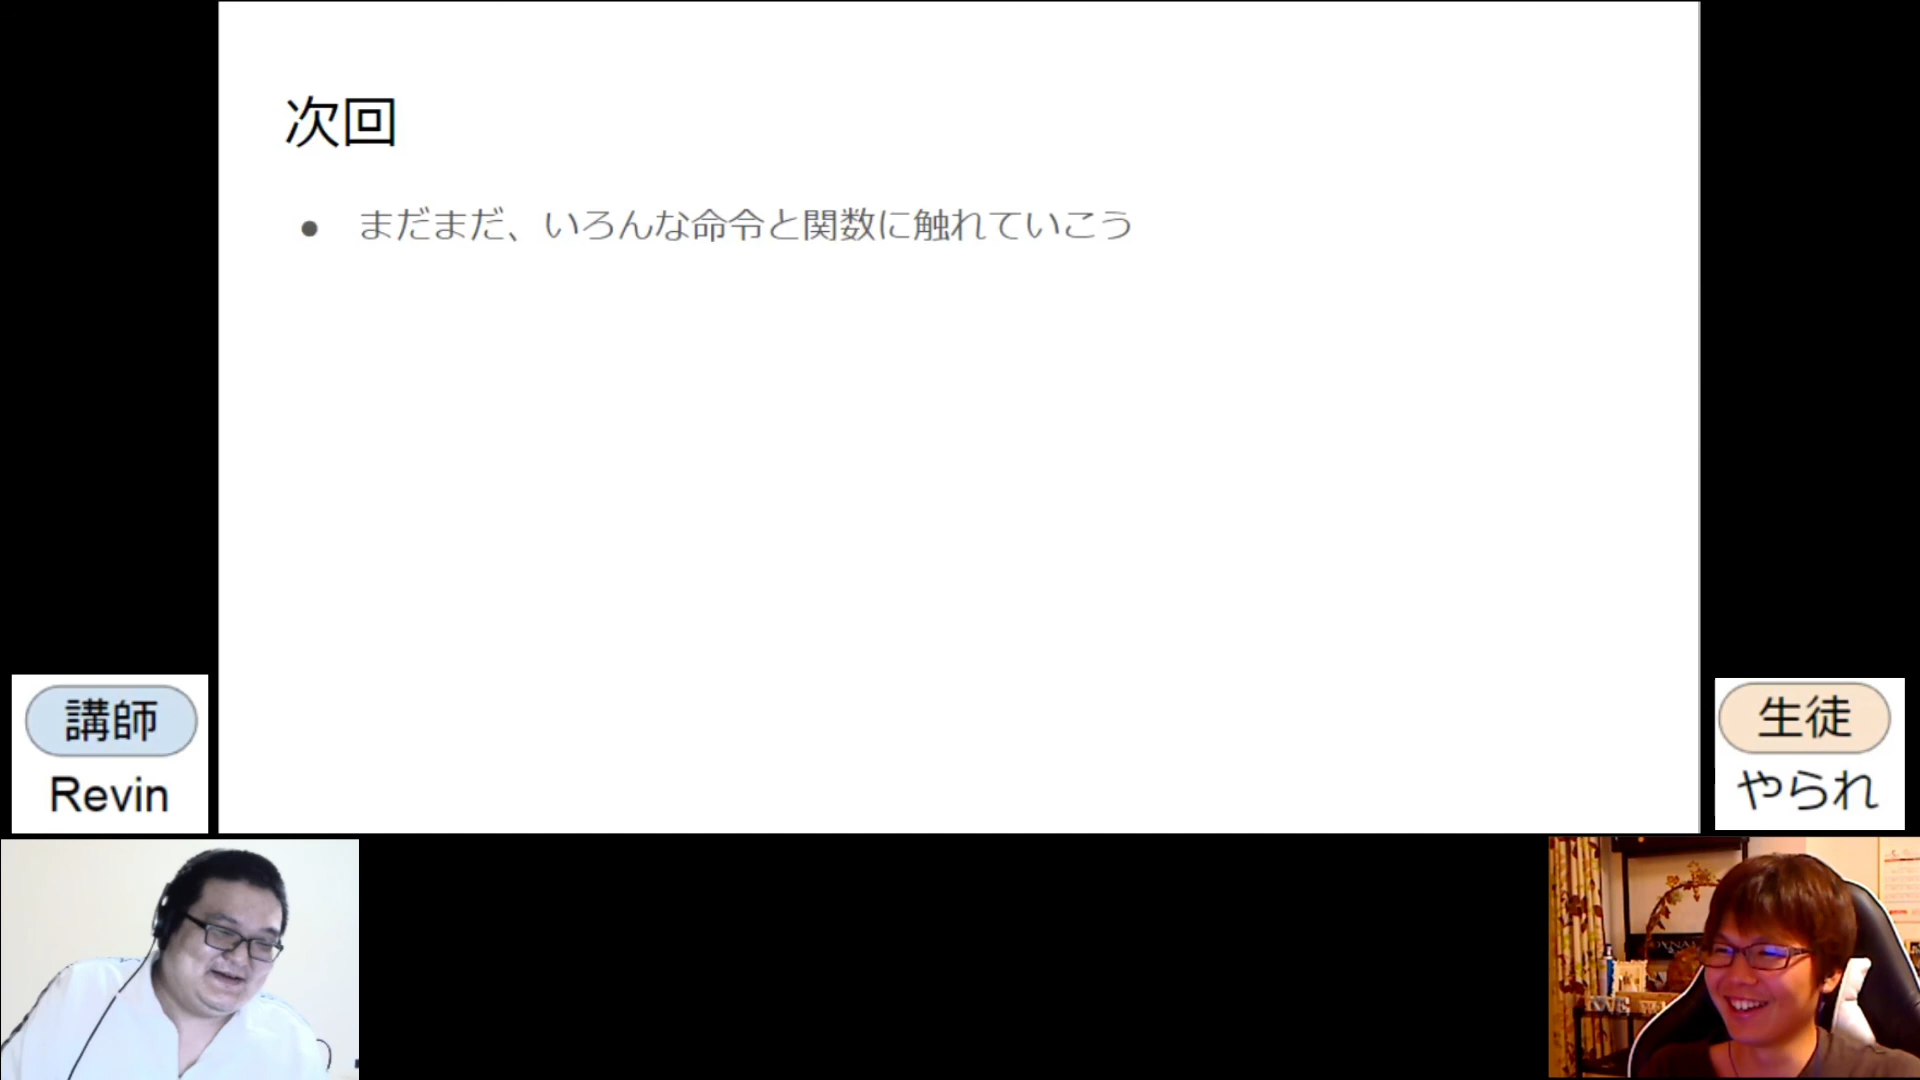 次回
● まだまだ、いろんな命令と関数に触れていこう
講師
Revin
生徒
やられ